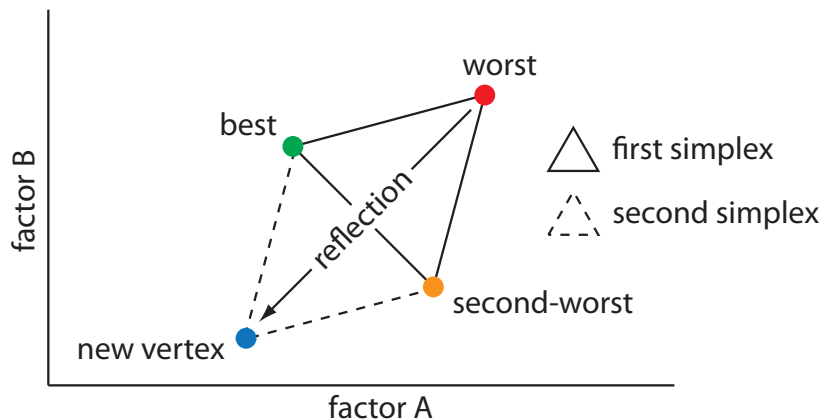 worst
best
first simplex
factor B
reflection
second simplex
second-worst
new vertex
factor A